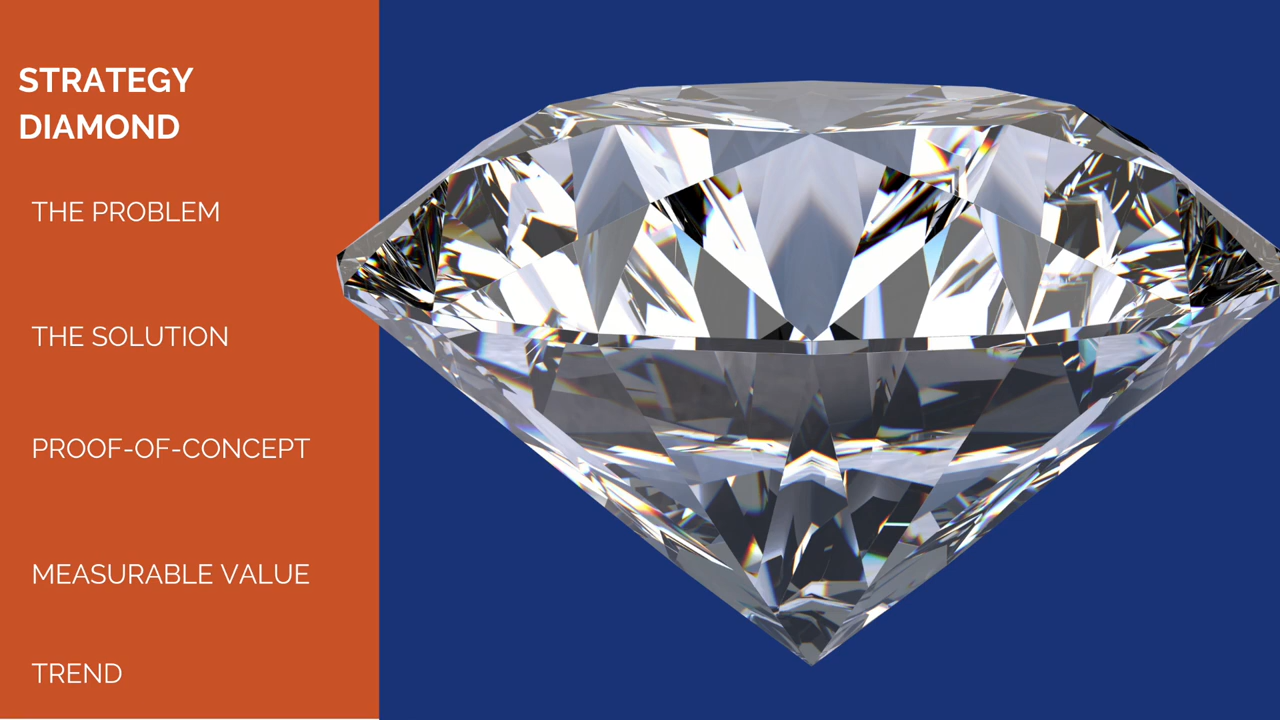 STRATEGY
DIAMOND
THE PROBLEM
THE SOLUTION
PROOF-OF-CONCEPT
MEASURABLE VALUE
TREND